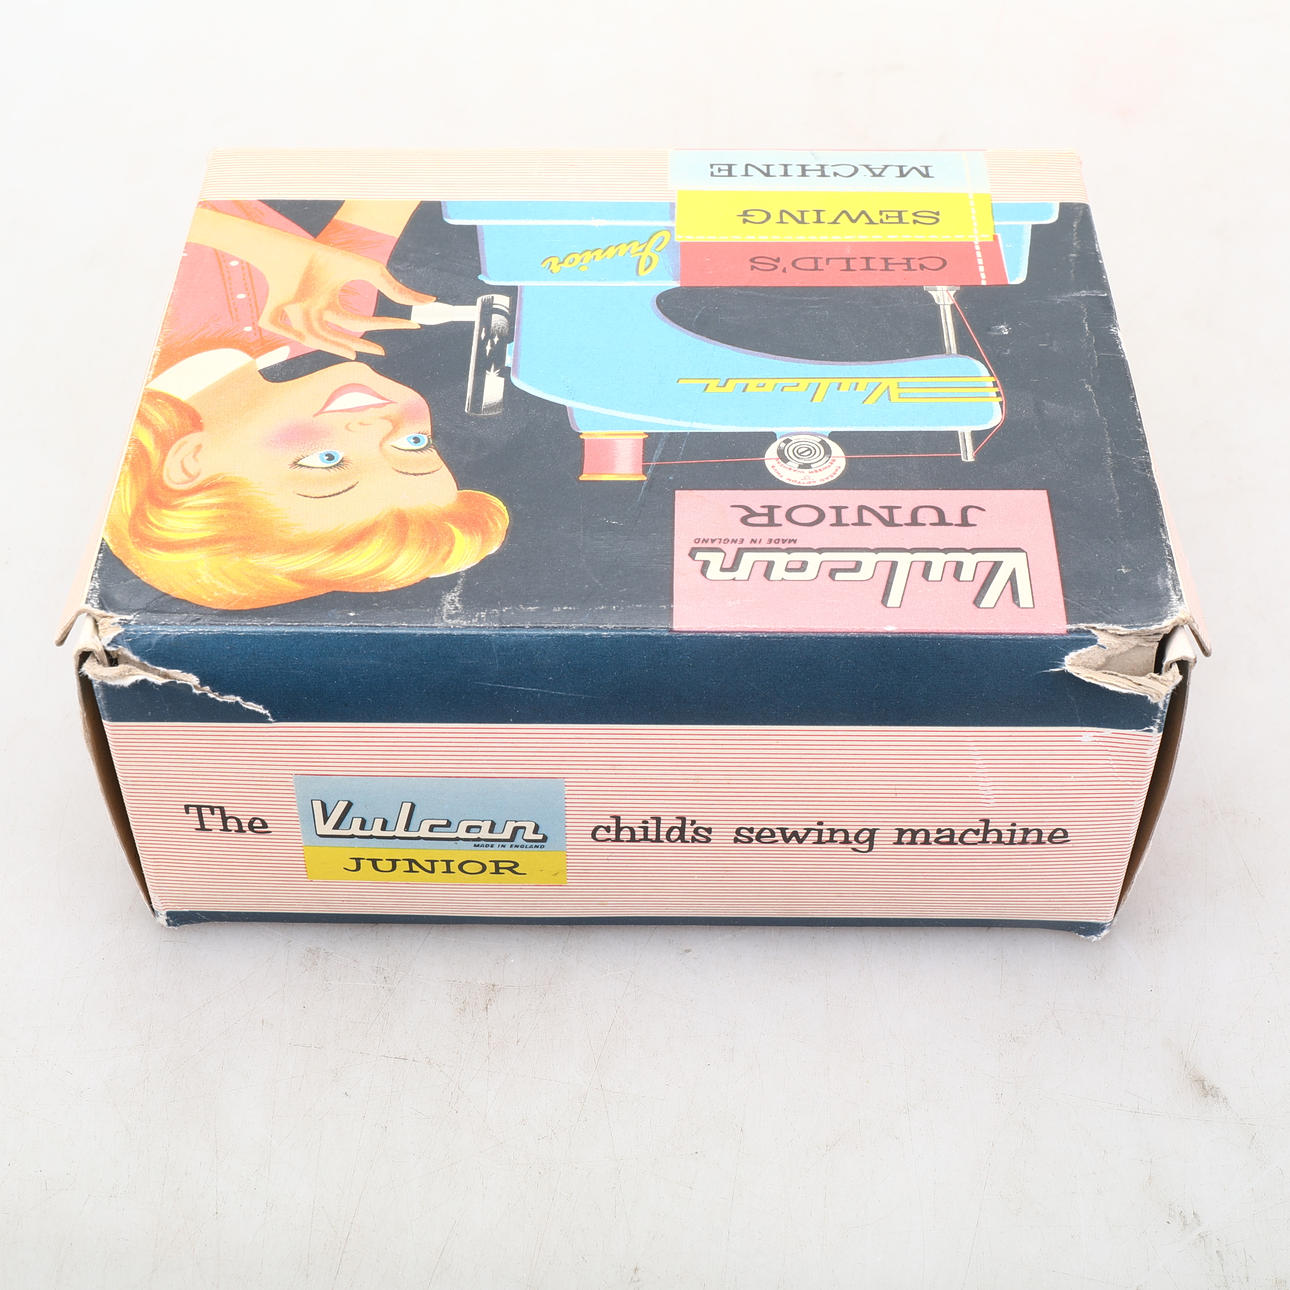 MACHINE
SEWING
CHILD'S
Junior
Vulcan
JUNIOR
MADE IN ENGLAND
Vulcan
The Vulcan child's sewing machine
MADE IN ENGLAND
JUNIOR